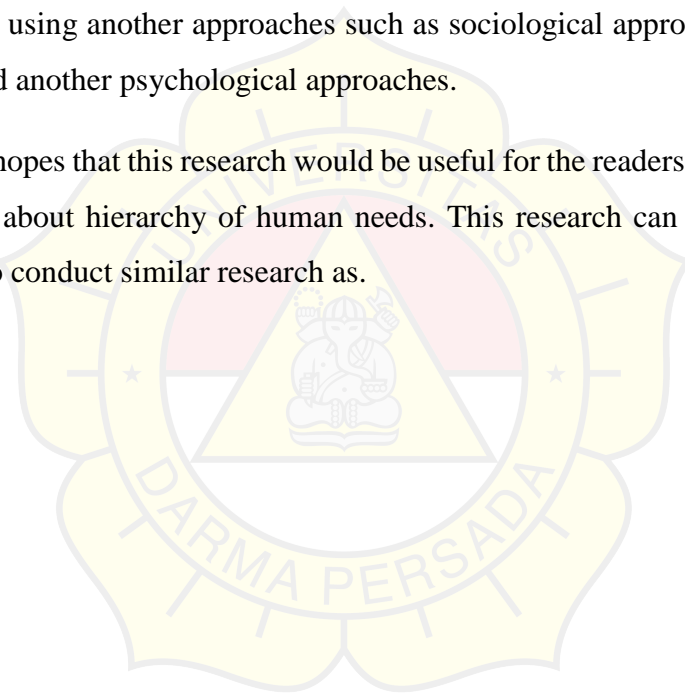 using another approaches such as sociological appro
another psychological approaches.
hopes that this research would be useful for the readers
about hierarchy of human needs. This research can
conduct similar research as.
UNIVERSITAS
DARMA PERSADA